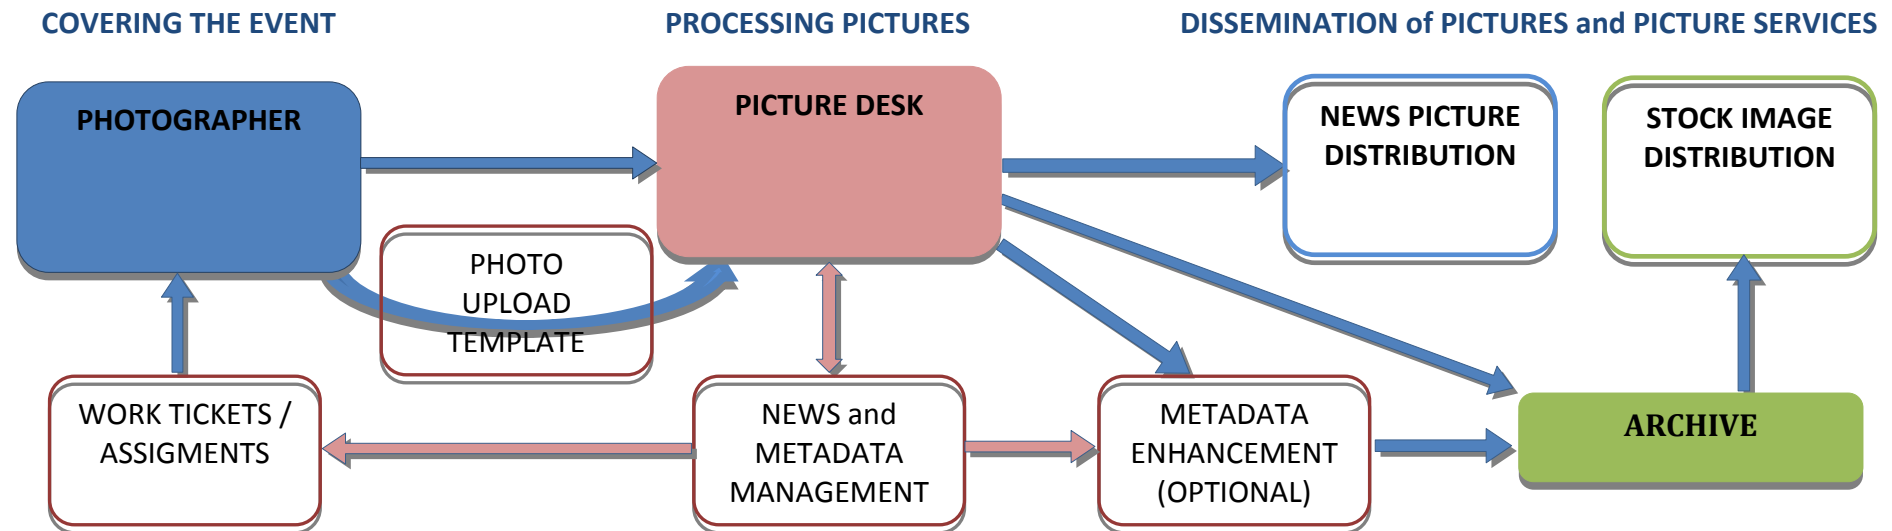 COVERING THE EVENT
PROCESSING PICTURES
DISSEMINATION of PICTURES and PICTURE SERVICES
PHOTOGRAPHER
PICTURE DESK
NEWS PICTURE
DISTRIBUTION
STOCK IMAGE
DISTRIBUTION
PHOTO
UPLOAD
TEMPLATE
WORK TICKETS /
ASSIGMENTS
NEWS and
METADATA
MANAGEMENT
METADATA
ENHANCEMENT
(OPTIONAL)
ARCHIVE